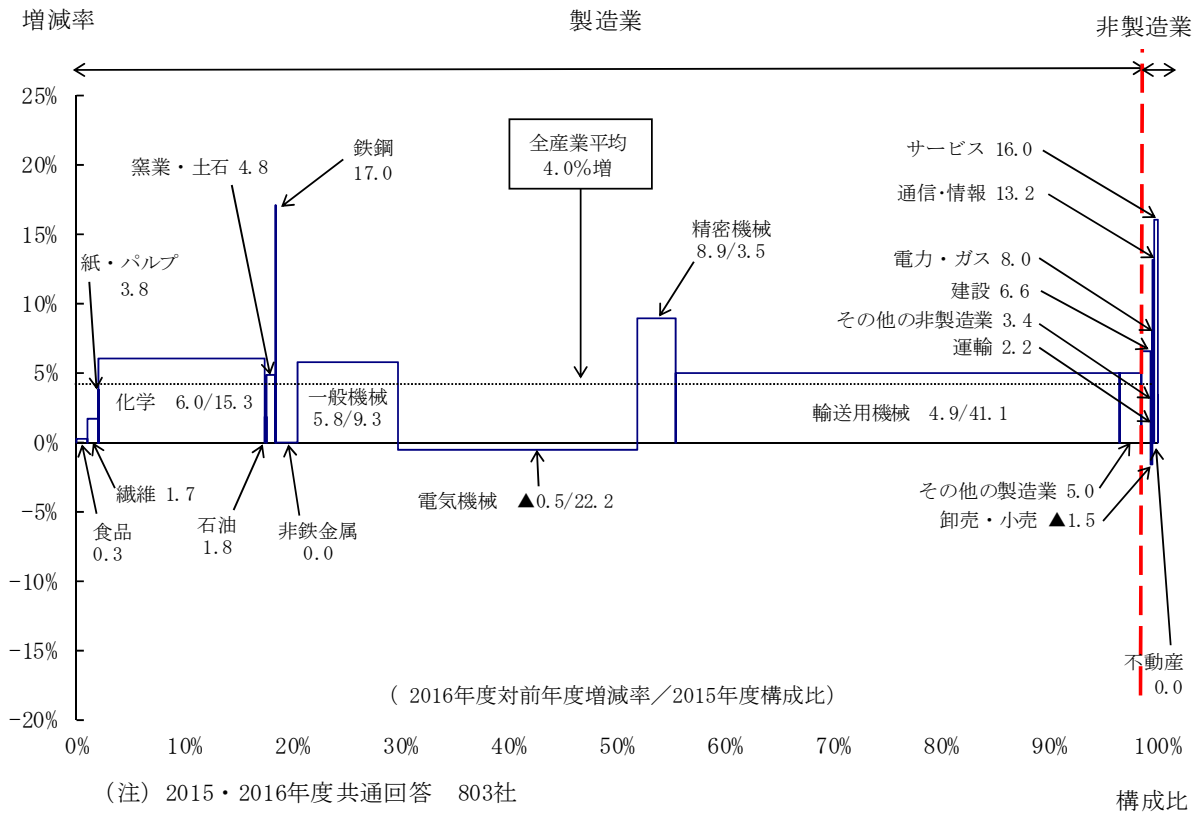 増減率
製造業
非製造業
25%
20%
15%
10%
5%
0%
-5%
-10%
-15%
-20%
窯業・土石 4.8
鉄鋼
17.0
全産業平均
4.0%増
サービス 16.0
通信・情報 13.2
精密機械
8.9/3.5
紙・パルプ
3.8
電力・ガス 8.0
建設 6.6
その他の非製造業 3.4
運輸 2.2
化学 6.0/15.3
一般機械
5.8/9.3
輸送用機械 4.9/41.1
繊維 1.7
食品
0.3
石油
1.8
非鉄金属
0.0
電気機械 ▲0.5/22.2
その他の製造業 5.0
卸売・小売 ▲1.5
不動産
0.0
( 2016年度対前年度増減率／2015年度構成比)
0% 10% 20% 30% 40% 50% 60% 70% 80% 90% 100%
（注）2015・2016年度共通回答 803社
構成比